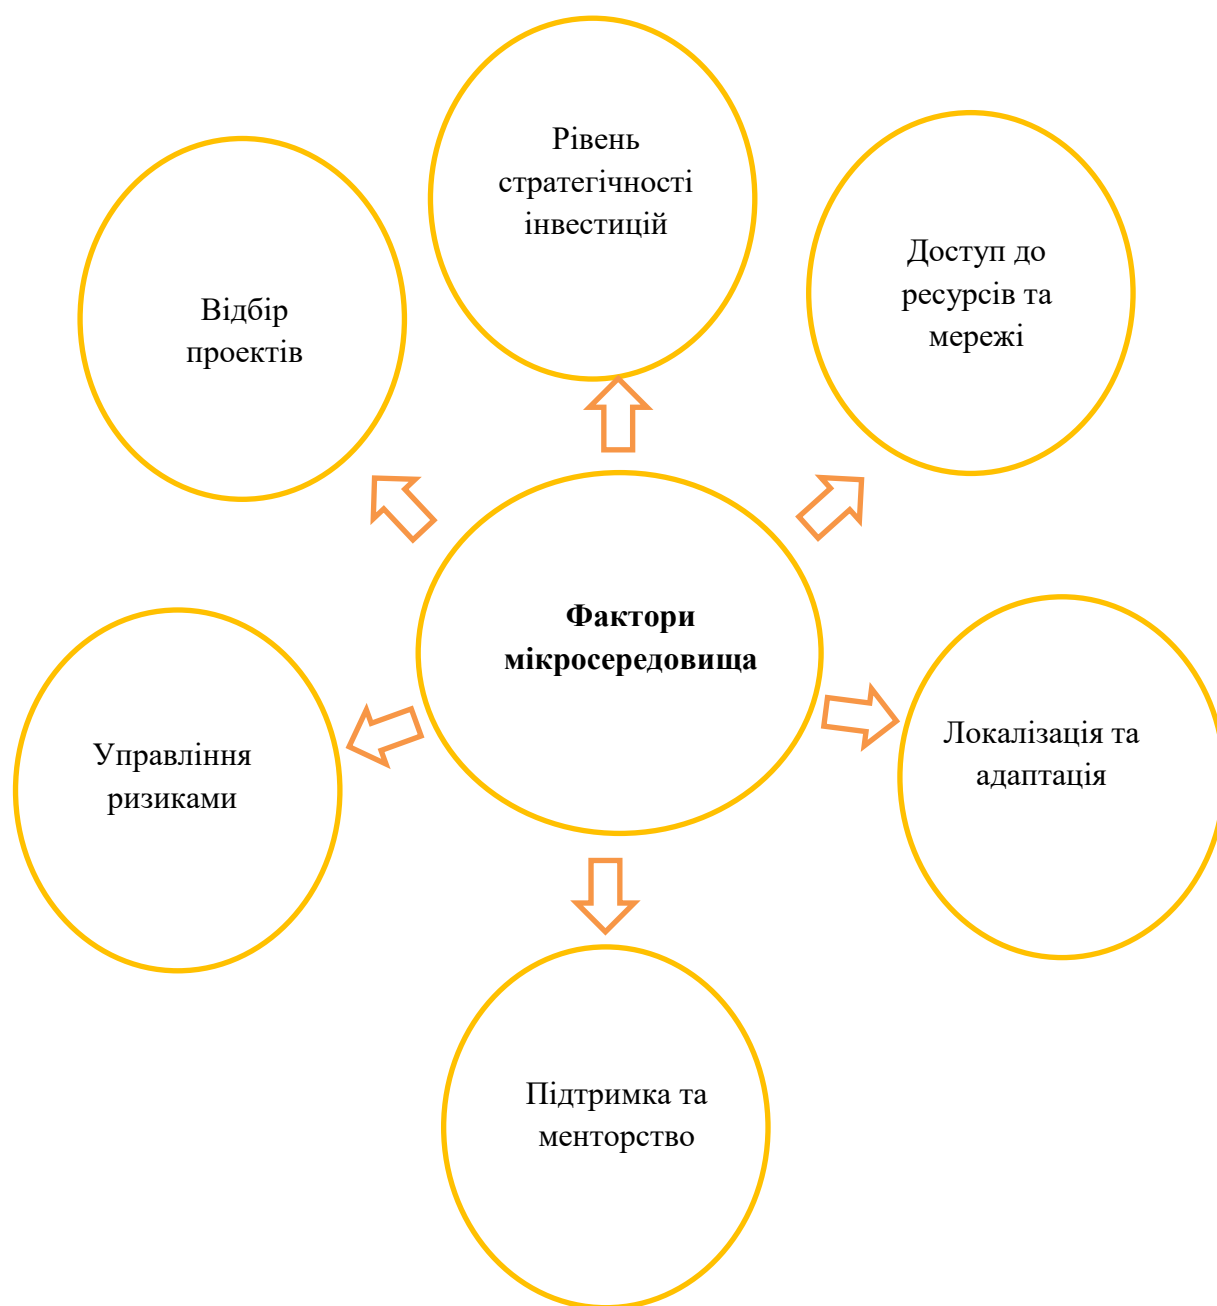 Рівень
стратегічності
інвестицій
Доступ до
ресурсів та
мережі
Відбір
проектів
Фактори
мікросередовища
Локалізація та
адаптація
Управління
ризиками
Підтримка та
менторство